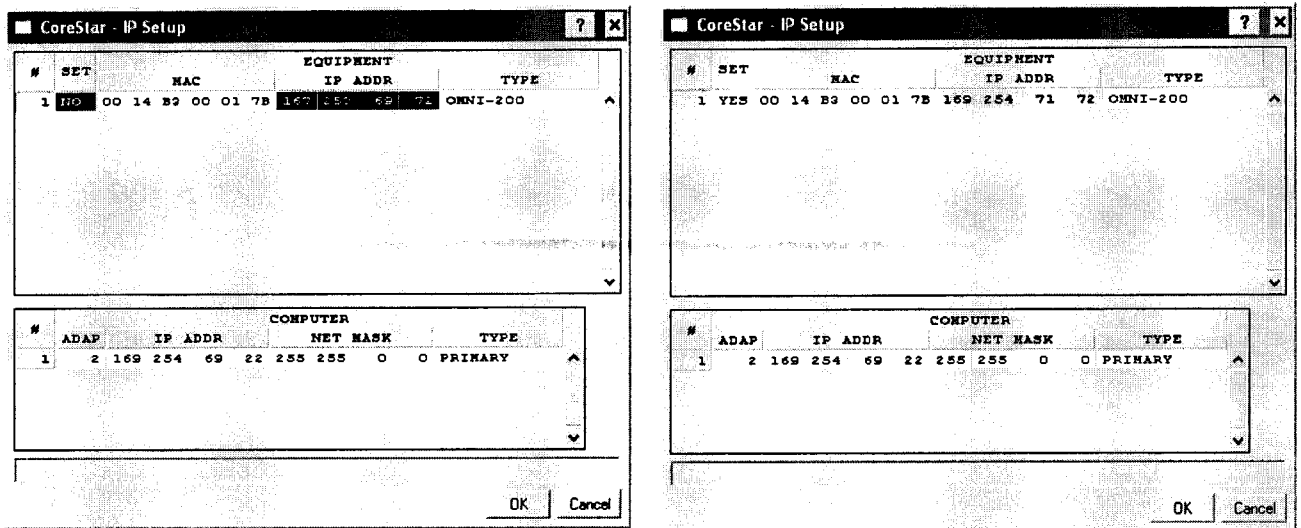 CoreStar - IP Setup
EQUIPMENT
# SET MAC IP ADDR TYPE
1 NO 00 14 B3 00 01 7B 72 OMNI-200
COMPUTER
# ADAP IP ADDR NET MASK TYPE
1 2 169 254 69 22 255 255 0 0 PRIMARY
OK Cancel
CoreStar - IP Setup
EQUIPMENT
# SET MAC IP ADDR TYPE
1 YES 00 14 B3 00 01 7B 169 254 71 72 OMNI-200
COMPUTER
# ADAP IP ADDR NET MASK TYPE
1 2 169 254 69 22 255 255 0 0 PRIMARY
OK Cancel